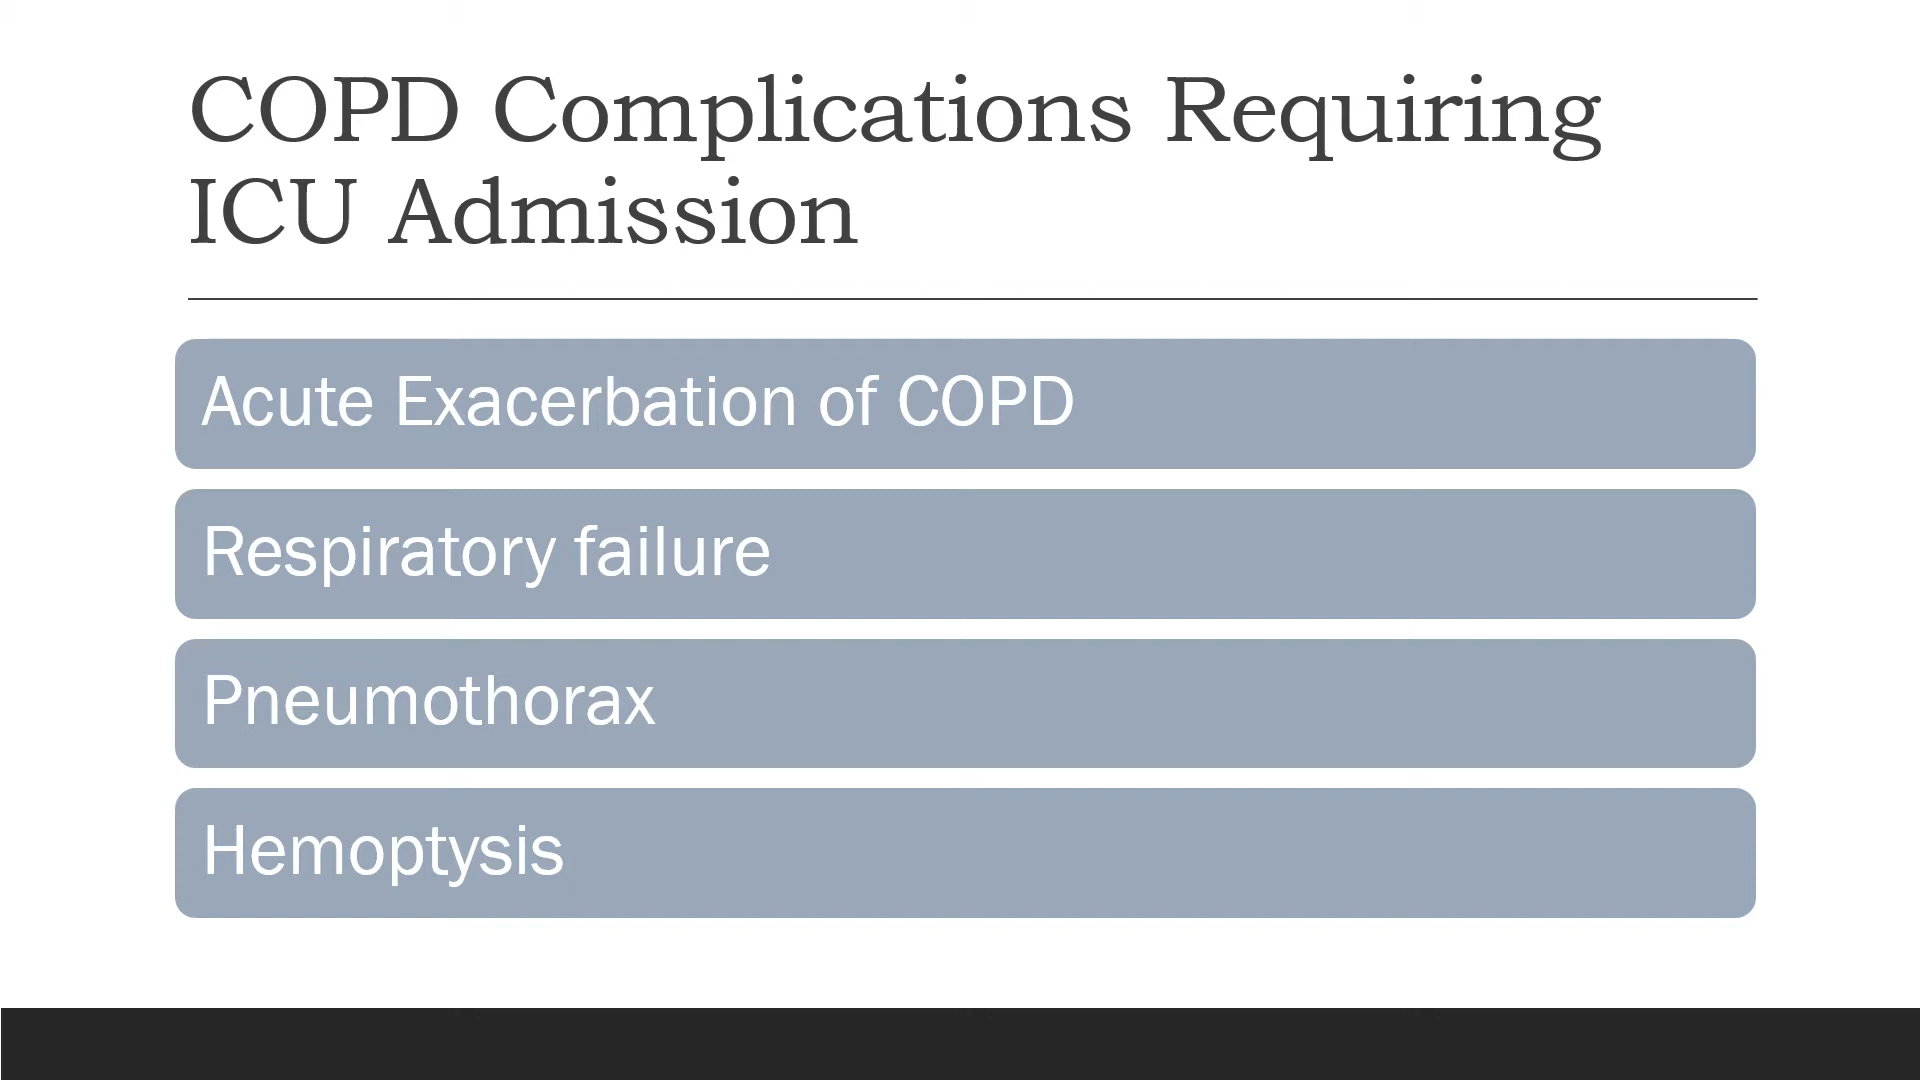 COPD Complications Requiring
ICU Admission
Acute Exacerbation of COPD
Respiratory failure
Pneumothorax
Hemoptysis